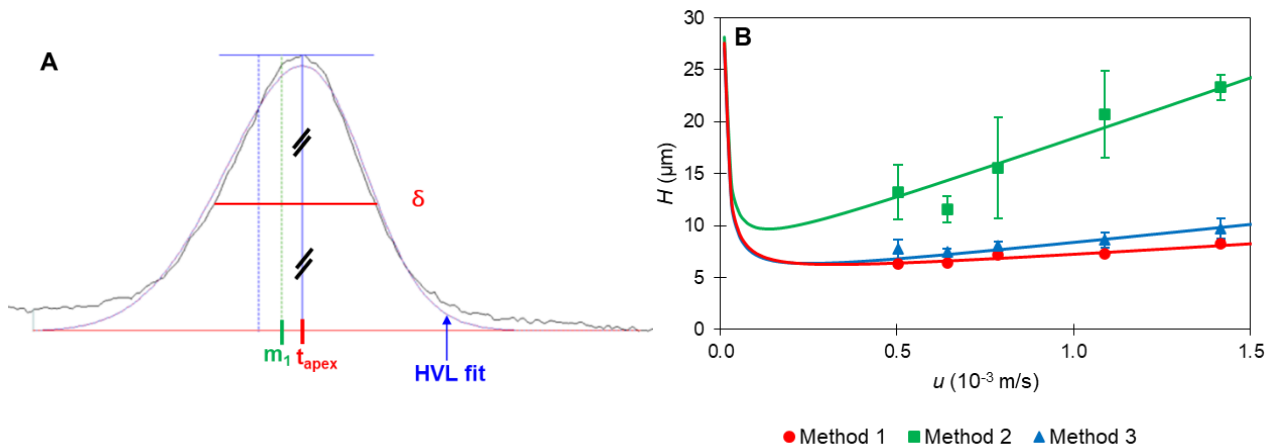 A
δ
m₁
t_apex
HVL fit
B
H (µm)
30
25
20
15
10
5
0
0.0
0.5
1.0
1.5
u (10⁻³ m/s)
Method 1
Method 2
Method 3